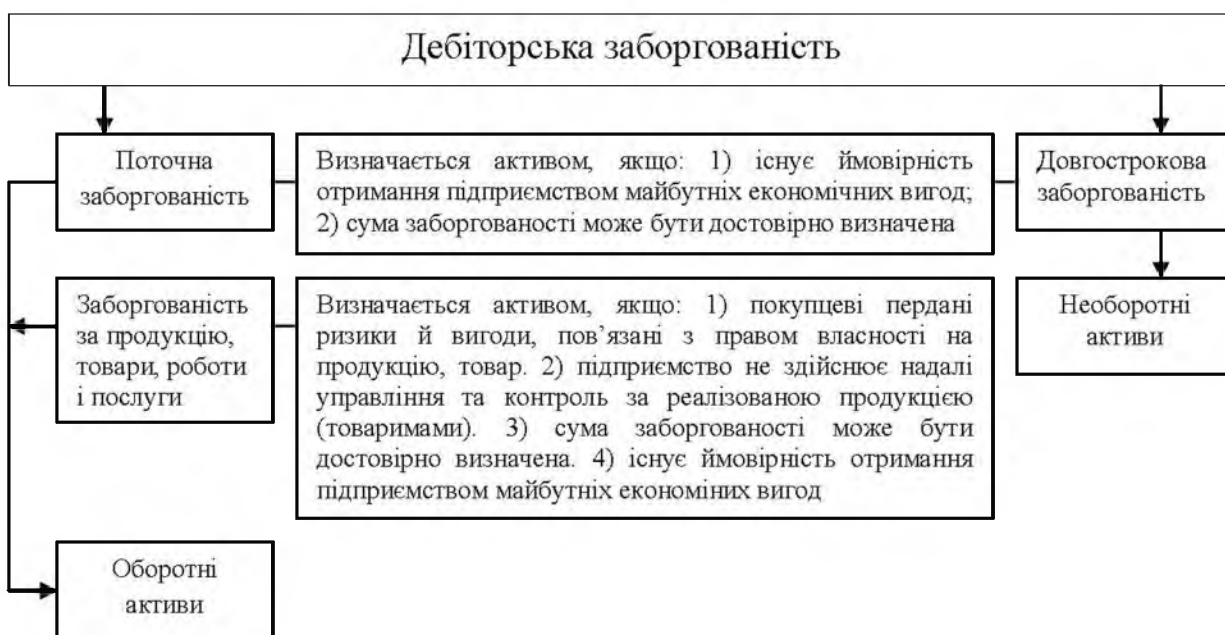 Дебіторська заборгованість
Поточна
заборгованість
Визначається активом, якщо: 1) існує ймовірність
отримання підприємством майбутніх економічних вигод;
2) сума заборгованості може бути достовірно визначена
Довгострокова
заборгованість
Заборгованість
за продукцію,
товари, роботи
і послуги
Визначається активом, якщо: 1) покупцеві пердані
ризики й вигоди, пов’язані з правом власності на
продукцію, товар. 2) підприємство не здійснює надалі
управління та контроль за реалізованою продукцією
(товаримами). 3) сума заборгованості може бути
достовірно визначена. 4) існує ймовірність отримання
підприємством майбутніх економіних вигод
Необоротні
активи
Оборотні
активи